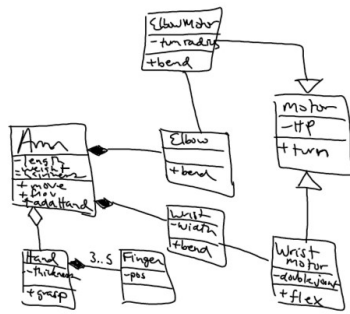 ElbowMotor
-turnradius
+bend
Motor
-HP
+turn
Arm
-length
-weight
+move
+addHand
Elbow
+bend
Wrist
-width
+bend
Hand
-thickness
+grasp
3..5
Finger
-pos
Wrist
motor
-doublejoint
+flex